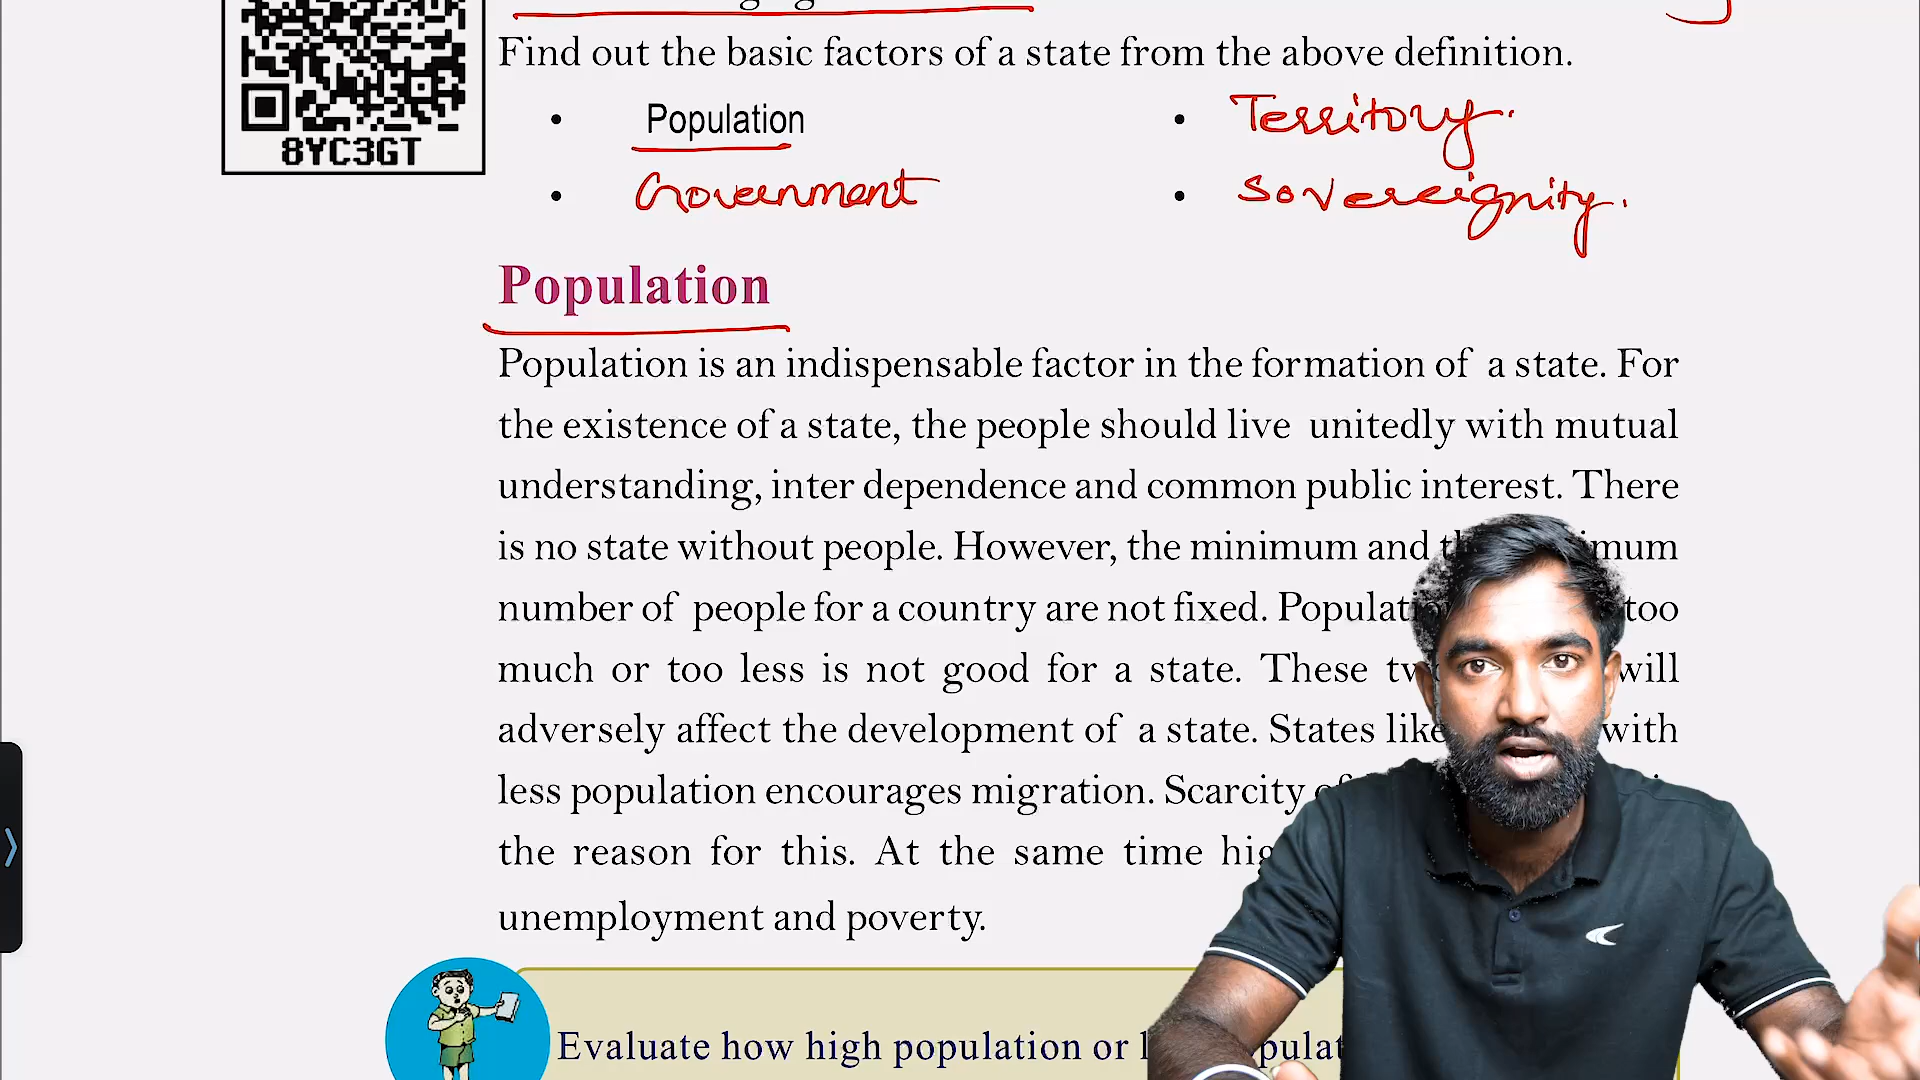 Find out the basic factors of a state from the above definition.
• Population • Territory.
• Government • Sovereignity.
8YC3GT
Population
Population is an indispensable factor in the formation of a state. For
the existence of a state, the people should live unitedly with mutual
understanding, inter dependence and common public interest. There
is no state without people. However, the minimum and
number of people for a country are not fixed. too
much or too less is not good for a state. These will
adversely affect the development of a state. States like with
less population encourages migration. Scarcity
the reason for this. At the same time
unemployment and poverty.
Evaluate how high population or